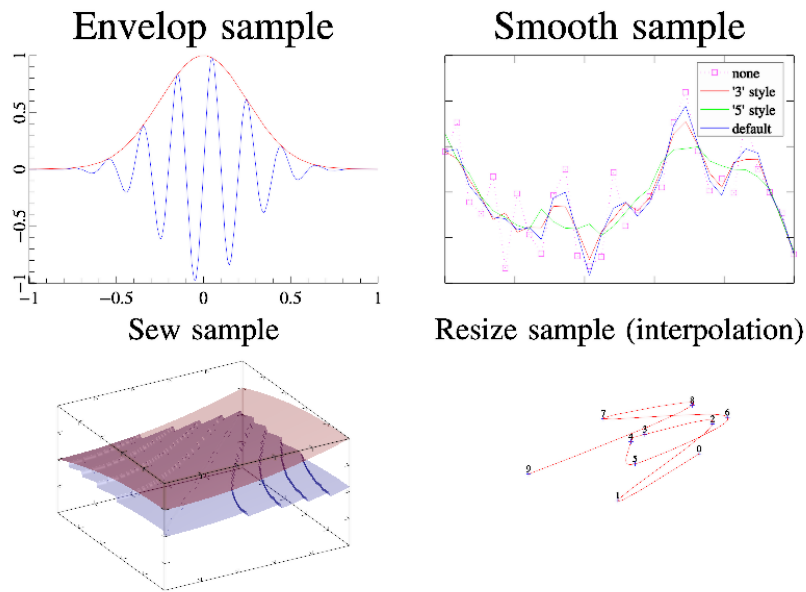 Envelop sample
1
0.5
0
−0.5
−1
−1
−0.5
0
0.5
1
Smooth sample
none
'3' style
'5' style
default
Sew sample
Resize sample (interpolation)
8
7
2
6
3
4
0
5
9
1